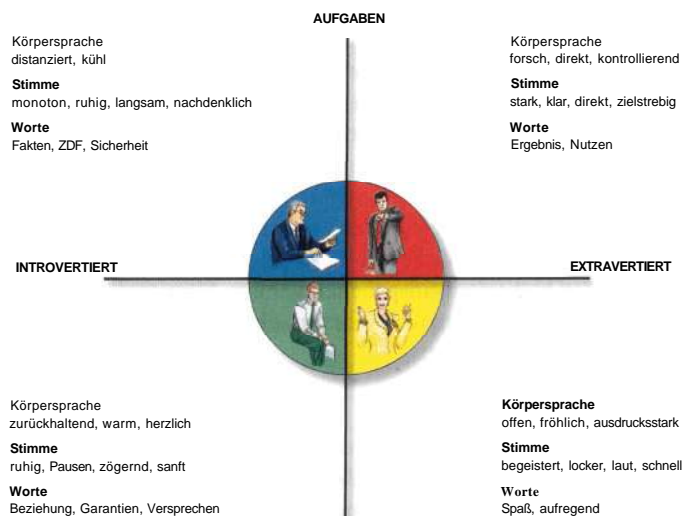 AUFGABEN
Körpersprache
distanziert, kühl
Stimme
monoton, ruhig, langsam, nachdenklich
Worte
Fakten, ZDF, Sicherheit
Körpersprache
forsch, direkt, kontrollierend
Stimme
stark, klar, direkt, zielstrebig
Worte
Ergebnis, Nutzen
INTROVERTIERT
EXTRAVERTIERT
Körpersprache
zurückhaltend, warm, herzlich
Stimme
ruhig, Pausen, zögernd, sanft
Worte
Beziehung, Garantien, Versprechen
Körpersprache
offen, fröhlich, ausdrucksstark
Stimme
begeistert, locker, laut, schnell
Worte
Spaß, aufregend